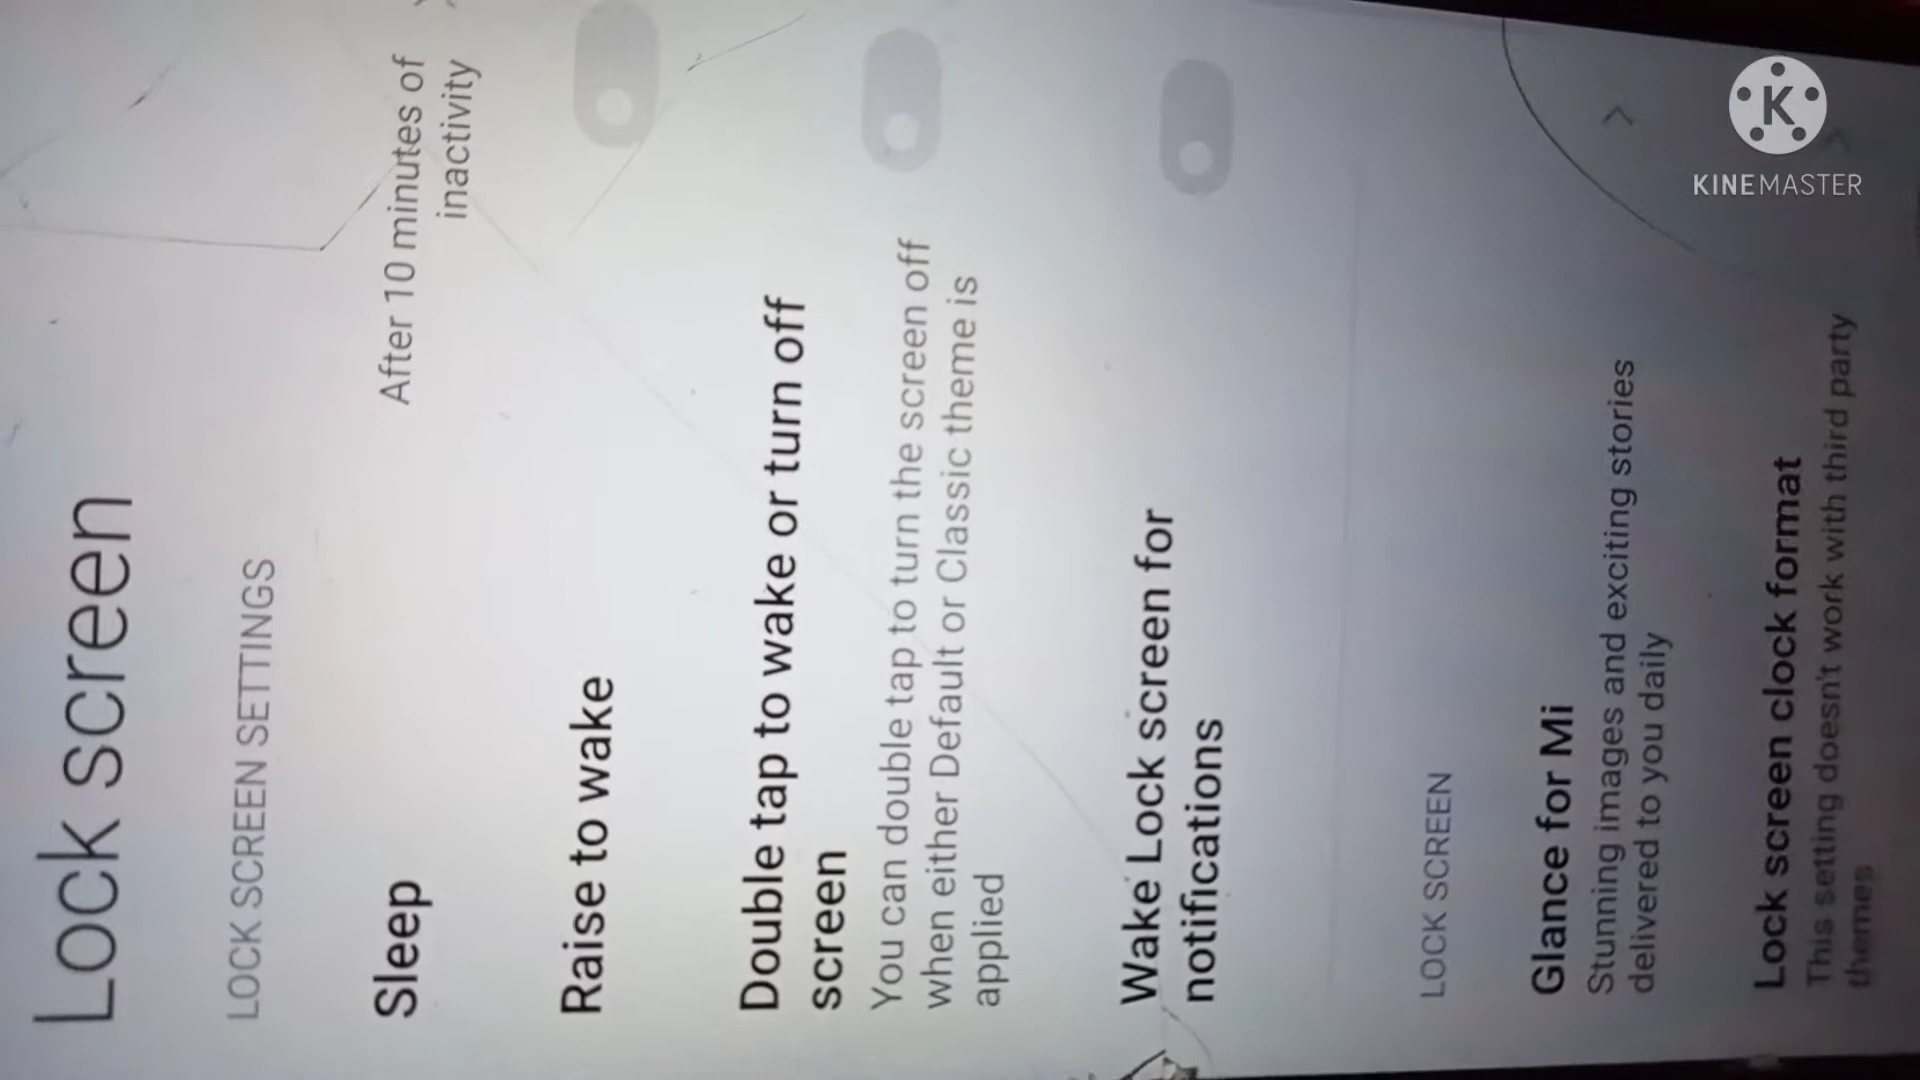 Lock screen
LOCK SCREEN SETTINGS
Sleep
After 10 minutes of
inactivity
Raise to wake
Double tap to wake or turn off
screen
You can double tap to turn the screen off
when either Default or Classic theme is
applied
Wake Lock screen for
notifications
LOCK SCREEN
Glance for Mi
Stunning images and exciting stories
delivered to you daily
Lock screen clock format
This setting doesn't work with third party
themes
K
KINEMASTER